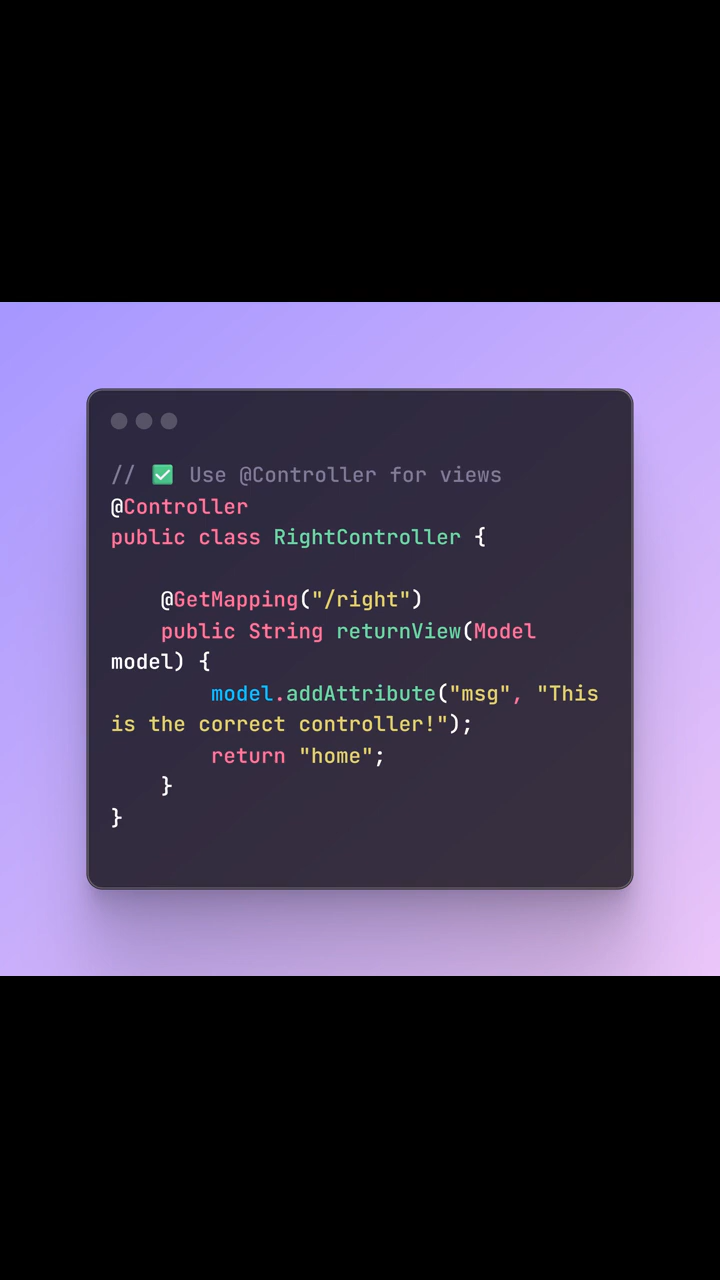 // ✅ Use @Controller for views
@Controller
public class RightController {
    @GetMapping("/right")
    public String returnView(Model
model) {
        model.addAttribute("msg", "This
is the correct controller!");
        return "home";
    }
}